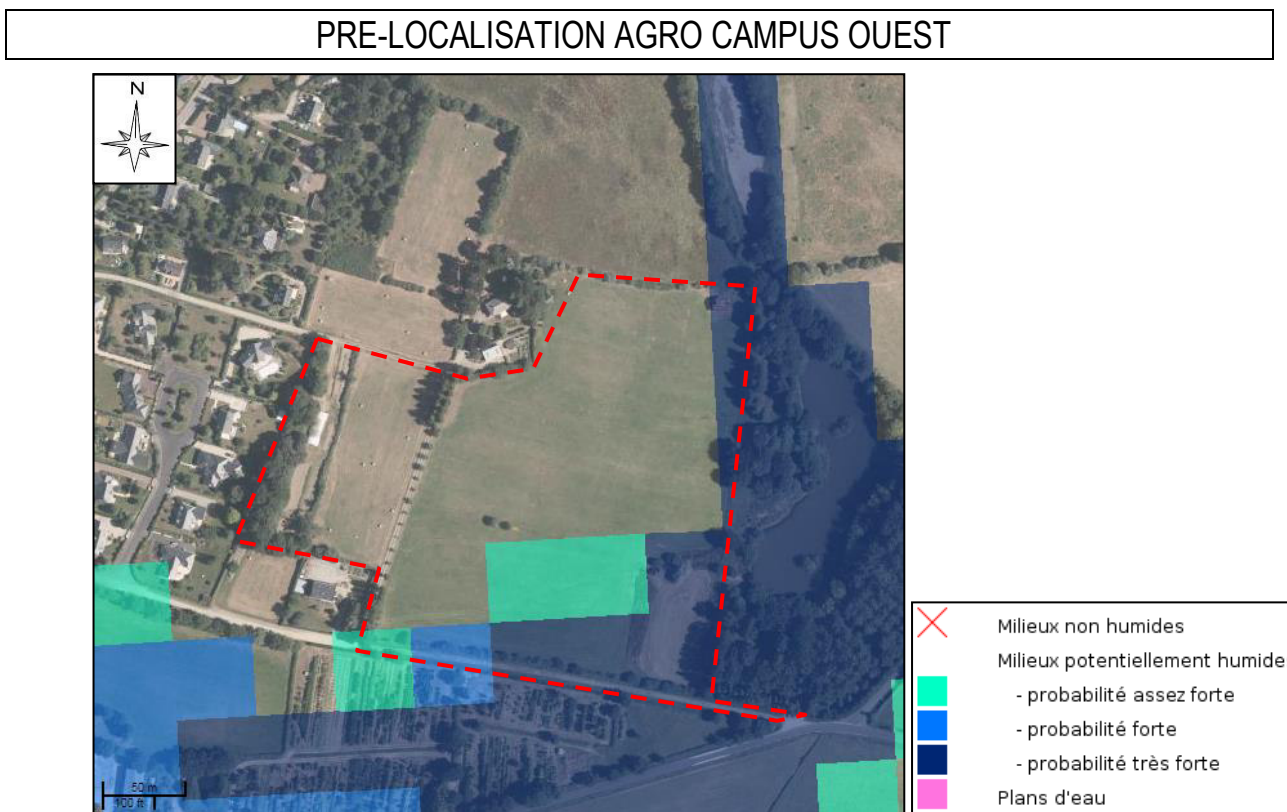 PRE-LOCALISATION AGRO CAMPUS OUEST
N
50 m
100 ft
Milieux non humides
Milieux potentiellement humide
- probabilité assez forte
- probabilité forte
- probabilité très forte
Plans d'eau